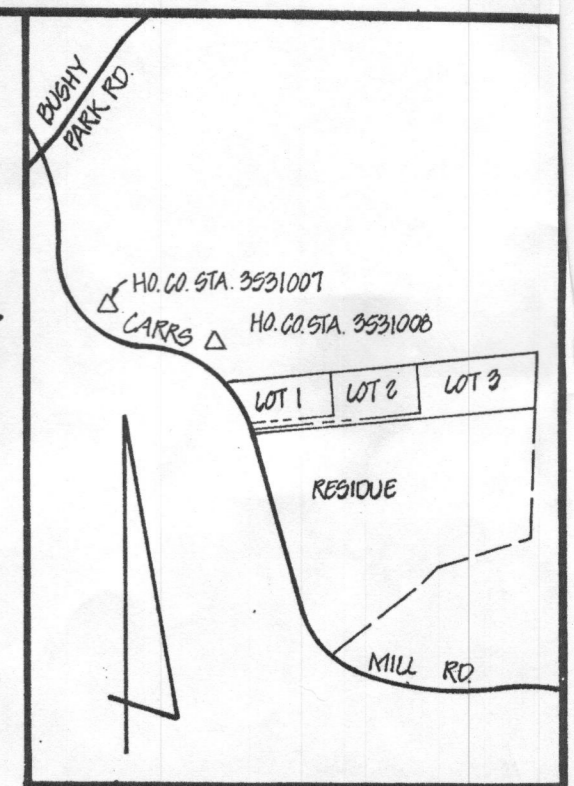 BUSHY
PARK RD.
HO.CO.STA. 3531007
CARRS
HO.CO.STA. 3531008
LOT 1
LOT 2
LOT 3
RESIDUE
MILL RD.